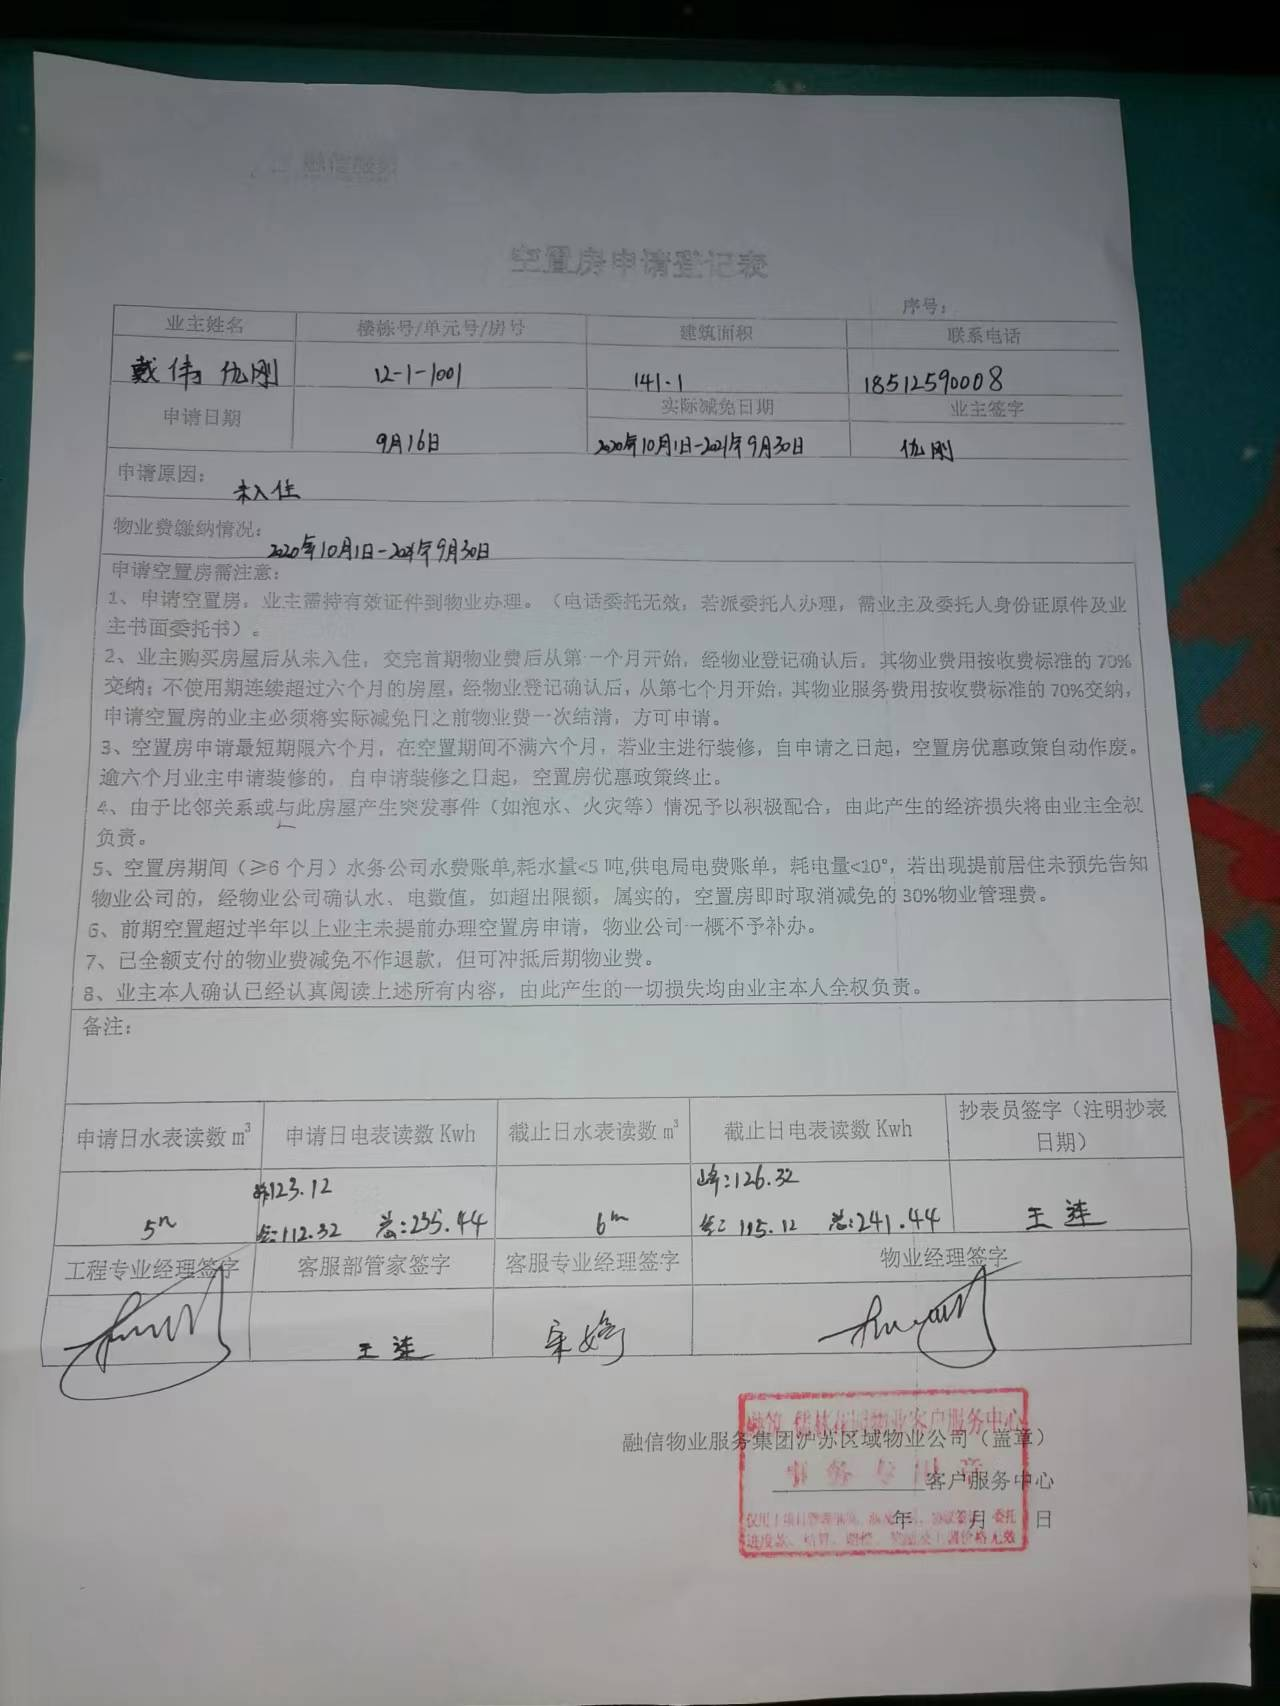 空置房申请登记表
序号：
业主姓名 楼栋号/单元号/房号 建筑面积 联系电话
戴伟 仇刚 12-1-1001 141.1 18512590008
申请日期 9月16日 实际减免日期 业主签字
2020年10月1日-2021年9月30日 仇刚
申请原因： 未入住
物业费缴纳情况： 2020年10月1日-2021年9月30日
申请空置房需注意：
1、申请空置房，业主需持有效证件到物业办理。（电话委托无效，若派委托人办理，需业主及委托人身份证原件及业
主书面委托书）。
2、业主购买房屋后从未入住，交完首期物业费后从第一个月开始，经物业登记确认后，其物业费用按收费标准的 70%
交纳；不使用期连续超过六个月的房屋，经物业登记确认后，从第七个月开始，其物业服务费用按收费标准的 70%交纳，
申请空置房的业主必须将实际减免日之前物业费一次结清，方可申请。
3、空置房申请最短期限六个月，在空置期间不满六个月，若业主进行装修，自申请之日起，空置房优惠政策自动作废。
逾六个月业主申请装修的，自申请装修之日起，空置房优惠政策终止。
4、由于比邻关系或与此房屋产生突发事件（如泡水、火灾等）情况予以积极配合，由此产生的经济损失将由业主全权
负责。
5、空置房期间（≥6 个月）水务公司水费账单,耗水量<5 吨,供电局电费账单，耗电量<10°，若出现提前居住未预先告知
物业公司的，经物业公司确认水、电数值，如超出限额，属实的，空置房即时取消减免的 30%物业管理费。
6、前期空置超过半年以上业主未提前办理空置房申请，物业公司一概不予补办。
7、已全额支付的物业费减免不作退款，但可冲抵后期物业费。
8、业主本人确认已经认真阅读上述所有内容，由此产生的一切损失均由业主本人全权负责。
备注：
申请日水表读数 m³ 申请日电表读数 Kwh 截止日水表读数 m³ 截止日电表读数 Kwh 抄表员签字（注明抄表
日期）
123.12 峰：126.32
5 112.32 总：235.44 6 115.12 总：241.44 王连
工程专业经理签字 客服部管家签字 客服专业经理签字 物业经理签字
王连 宋婷
融信物业服务集团沪苏区域物业公司（盖章）
客户服务中心
年 月 日
物业客户服务中心